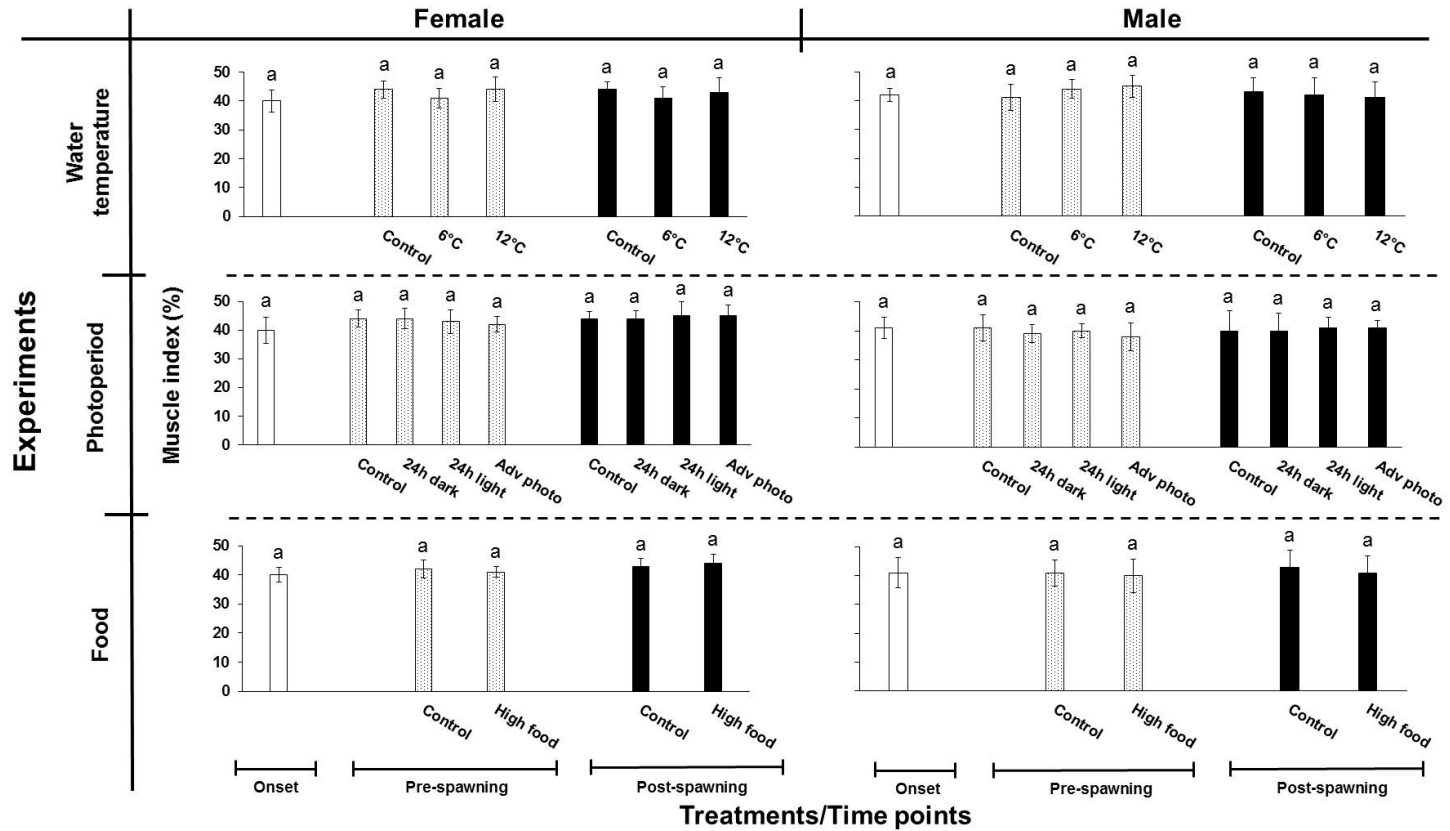 Female Male
Experiments
Water temperature
Photoperiod
Food
Muscle index (%)
a a a a a a a a a a a a a a
50
40
30
20
10
0
Control 6°C 12°C Control 6°C 12°C Control 6°C 12°C Control 6°C 12°C
a a a a a a a a a a a a a a a a a a
50
40
30
20
10
0
Control 24h dark 24h light Adv photo Control 24h dark 24h light Adv photo Control 24h dark 24h light Adv photo Control 24h dark 24h light Adv photo
a a a a a a a a a a
50
40
30
20
10
0
Control High food Control High food Control High food Control High food
Onset Pre-spawning Post-spawning Onset Pre-spawning Post-spawning
Treatments/Time points